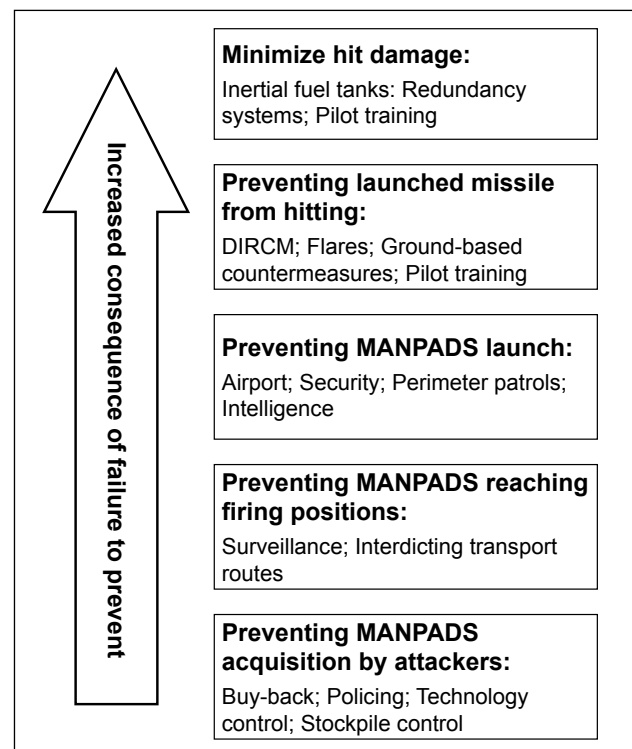 Increased consequence of failure to prevent
Minimize hit damage:
Inertial fuel tanks: Redundancy
systems; Pilot training
Preventing launched missile
from hitting:
DIRCM; Flares; Ground-based
countermeasures; Pilot training
Preventing MANPADS launch:
Airport; Security; Perimeter patrols;
Intelligence
Preventing MANPADS reaching
firing positions:
Surveillance; Interdicting transport
routes
Preventing MANPADS
acquisition by attackers:
Buy-back; Policing; Technology
control; Stockpile control